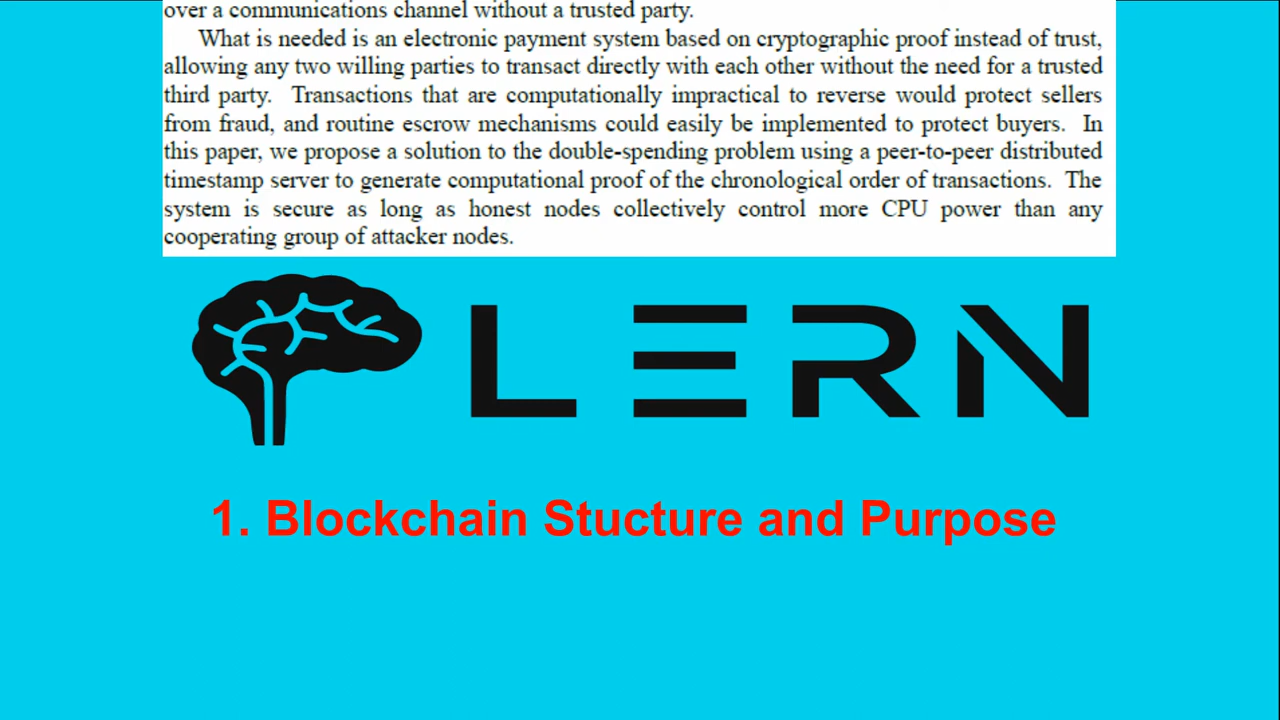 over a communications channel without a trusted party.
What is needed is an electronic payment system based on cryptographic proof instead of trust,
allowing any two willing parties to transact directly with each other without the need for a trusted
third party. Transactions that are computationally impractical to reverse would protect sellers
from fraud, and routine escrow mechanisms could easily be implemented to protect buyers. In
this paper, we propose a solution to the double-spending problem using a peer-to-peer distributed
timestamp server to generate computational proof of the chronological order of transactions. The
system is secure as long as honest nodes collectively control more CPU power than any
cooperating group of attacker nodes.
LERN
1. Blockchain Stucture and Purpose